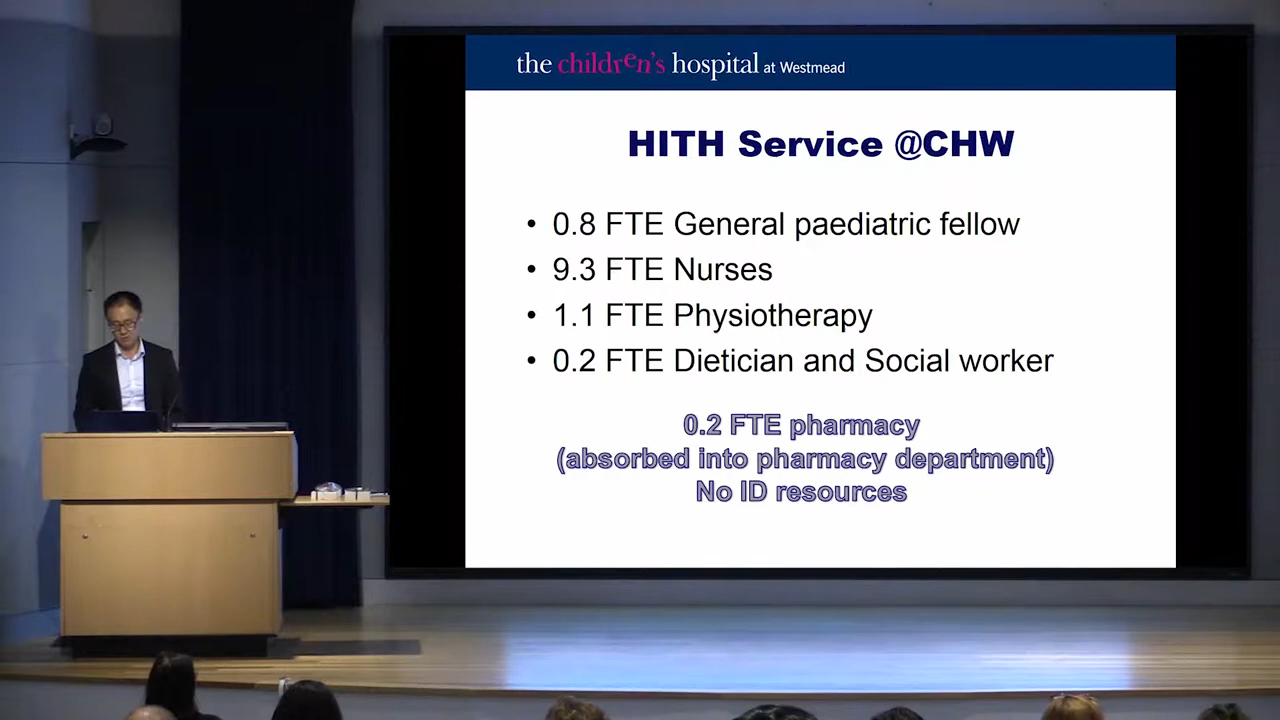 the children's hospital at Westmead
HITH Service @CHW
• 0.8 FTE General paediatric fellow
• 9.3 FTE Nurses
• 1.1 FTE Physiotherapy
• 0.2 FTE Dietician and Social worker
0.2 FTE pharmacy
(absorbed into pharmacy department)
No ID resources